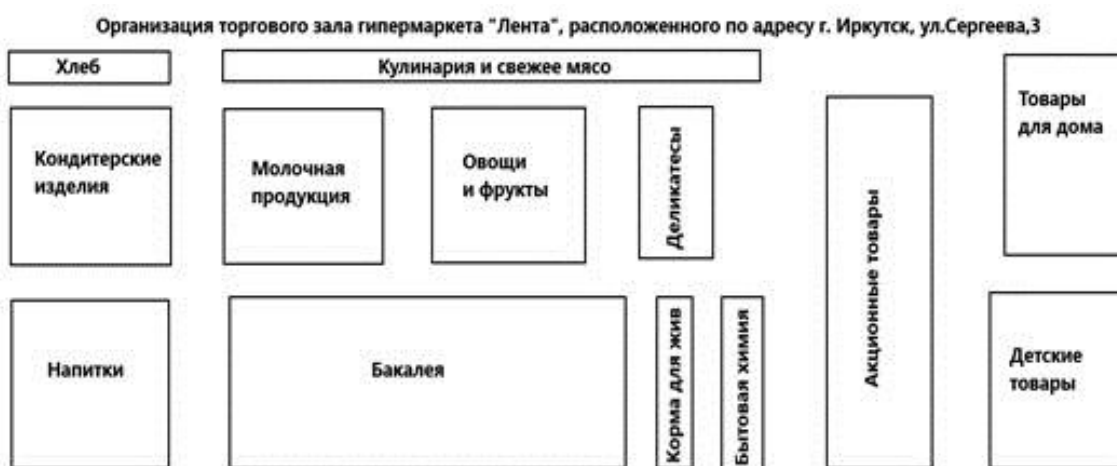 Организация торгового зала гипермаркета "Лента", расположенного по адресу г. Иркутск, ул.Сергеева,3
Хлеб
Кулинария и свежее мясо
Товары
для дома
Кондитерские
изделия
Молочная
продукция
Овощи
и фрукты
Деликатесы
Акционные товары
Напитки
Бакалея
Корма для жив
Бытовая химия
Детские
товары